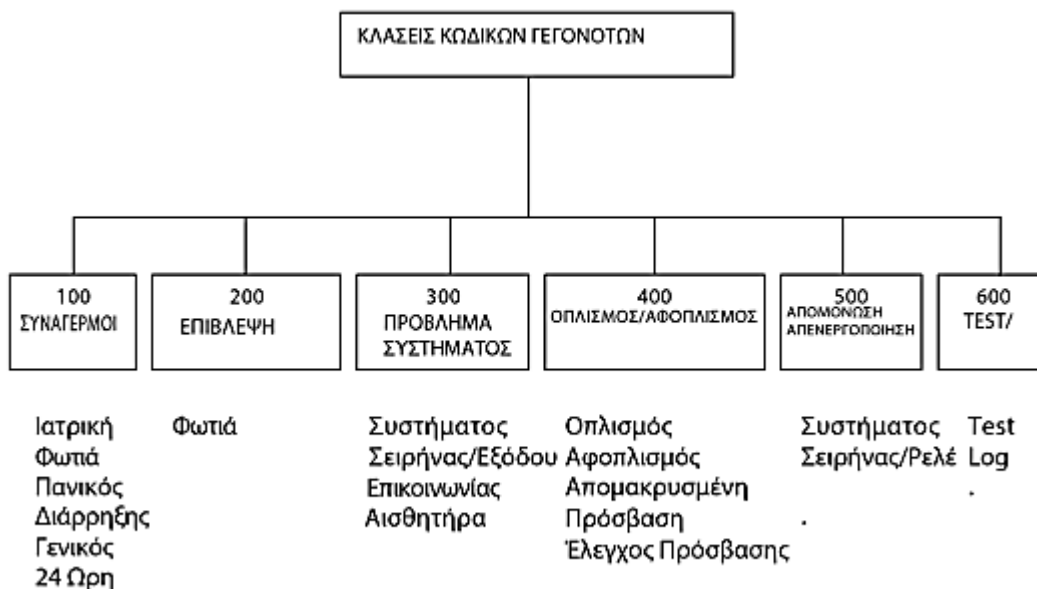 ΚΛΑΣΕΙΣ ΚΩΔΙΚΩΝ ΓΕΓΟΝΟΤΩΝ
100
ΣΥΝΑΓΕΡΜΟΙ
200
ΕΠΙΒΛΕΨΗ
300
ΠΡΟΒΛΗΜΑ
ΣΥΣΤΗΜΑΤΟΣ
400
ΟΠΛΙΣΜΟΣ/ΑΦΟΠΛΙΣΜΟΣ
500
ΑΠΟΜΟΝΩΣΗ
ΑΠΕΝΕΡΓΟΠΟΙΗΣΗ
600
TEST/
Ιατρική
Φωτιά
Πανικός
Διάρρηξης
Γενικός
24 Ωρη
Φωτιά
Συστήματος
Σειρήνας/Εξόδου
Επικοινωνίας
Αισθητήρα
Οπλισμός
Αφοπλισμός
Απομακρυσμένη
Πρόσβαση
Έλεγχος Πρόσβασης
Συστήματος
Σειρήνας/Ρελέ
.
Test
Log
.